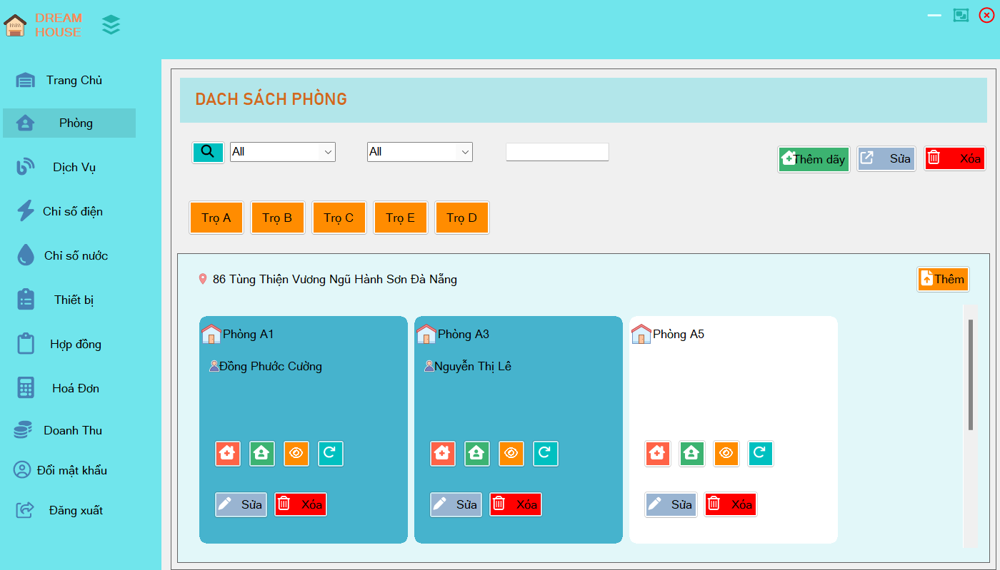 DREAM
HOUSE
Trang Chủ
Phòng
Dịch Vụ
Chỉ số điện
Chỉ số nước
Thiết bị
Hợp đồng
Hoá Đơn
Doanh Thu
Đổi mật khẩu
Đăng xuất
DACH SÁCH PHÒNG
All
All
Thêm dãy
Sửa
Xóa
Trọ A
Trọ B
Trọ C
Trọ E
Trọ D
86 Tùng Thiện Vương Ngũ Hành Sơn Đà Nẵng
Thêm
Phòng A1
Đồng Phước Cường
Sửa
Xóa
Phòng A3
Nguyễn Thị Lê
Sửa
Xóa
Phòng A5
Sửa
Xóa